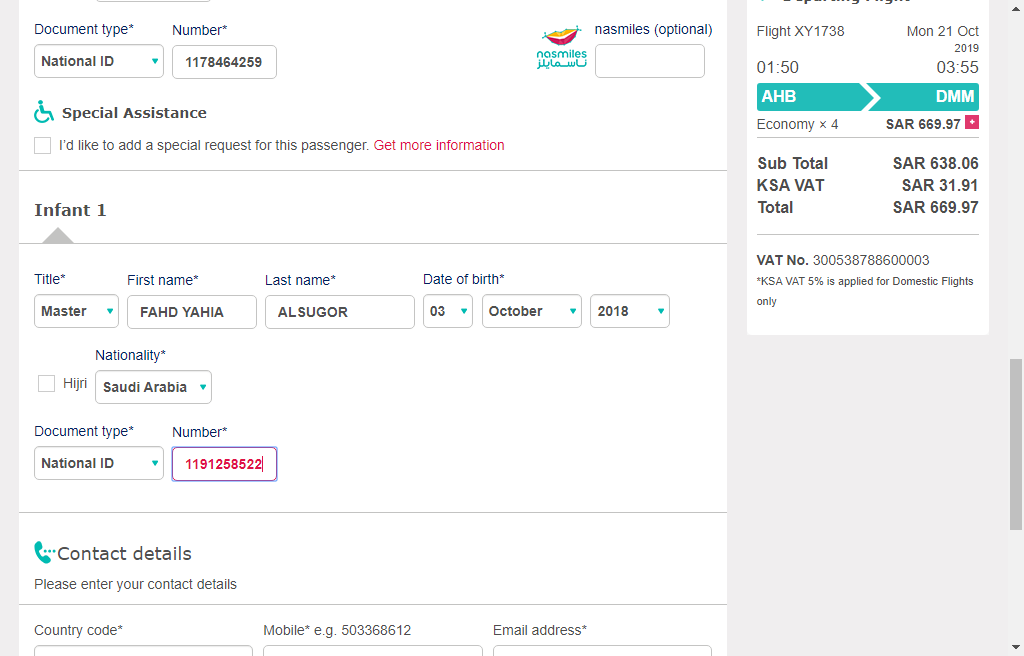 Document type*
Number*
nasmiles (optional)
National ID
1178464259
nasmiles
ناسمايلز
Special Assistance
I'd like to add a special request for this passenger. Get more information
Infant 1
Title*
First name*
Last name*
Date of birth*
Master
FAHD YAHIA
ALSUGOR
03
October
2018
Nationality*
Hijri
Saudi Arabia
Document type*
Number*
National ID
1191258522
Contact details
Please enter your contact details
Country code*
Mobile* e.g. 503368612
Email address*
Flight XY1738
Mon 21 Oct
2019
01:50
03:55
AHB
DMM
Economy × 4
SAR 669.97 +
Sub Total
SAR 638.06
KSA VAT
SAR 31.91
Total
SAR 669.97
VAT No. 300538788600003
*KSA VAT 5% is applied for Domestic Flights
only